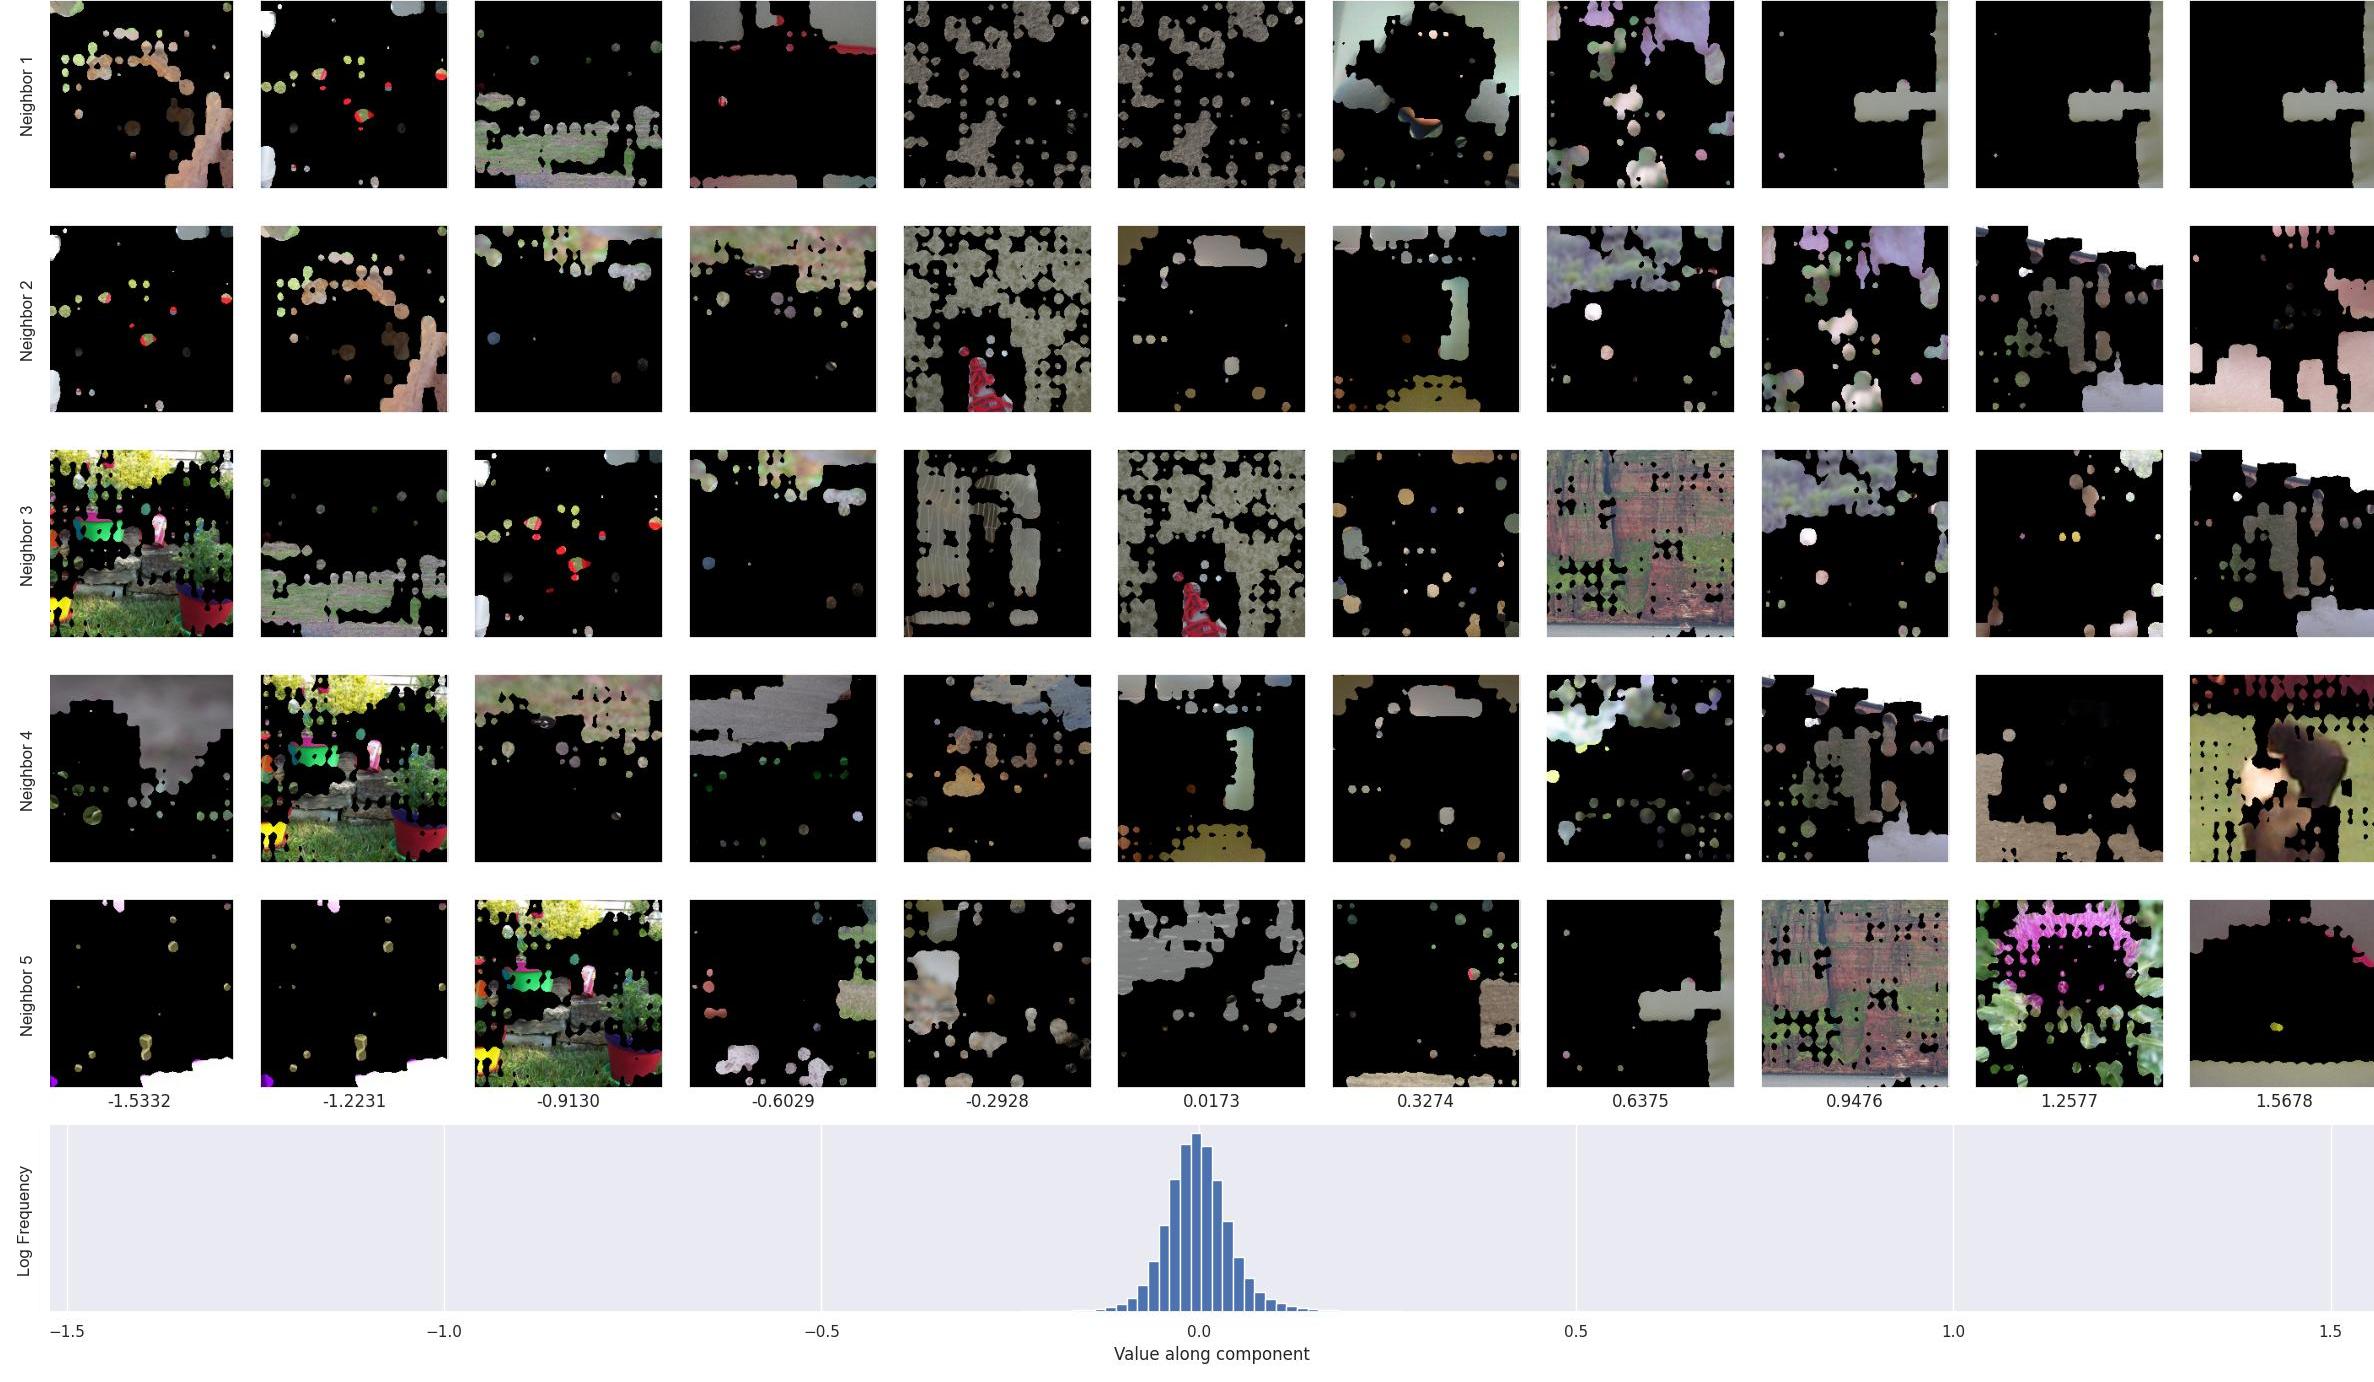 Neighbor 1
Neighbor 2
Neighbor 3
Neighbor 4
Neighbor 5
-1.5332 -1.2231 -0.9130 -0.6029 -0.2928 0.0173 0.3274 0.6375 0.9476 1.2577 1.5678
Log Frequency
−1.5 −1.0 −0.5 0.0 0.5 1.0 1.5
Value along component